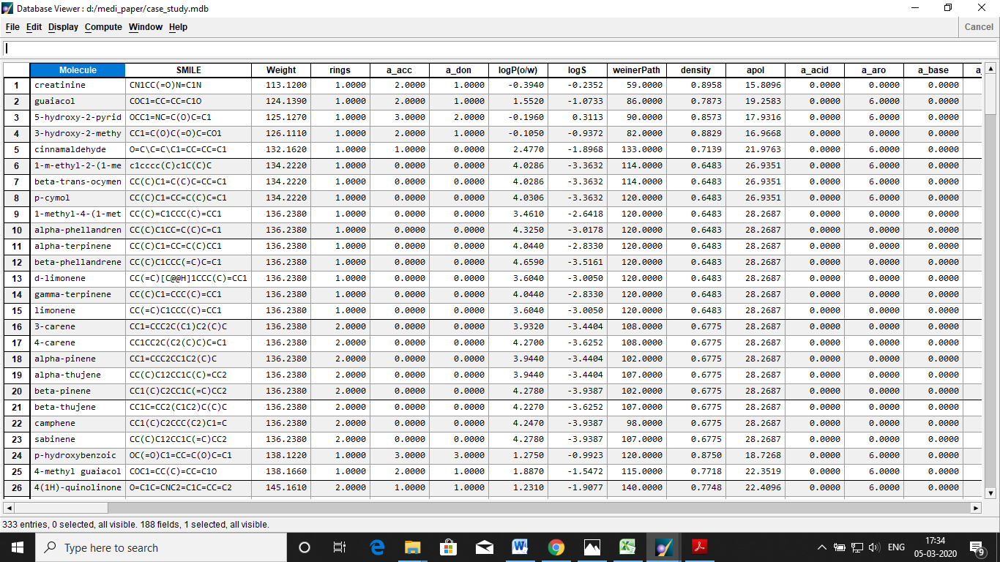 Database Viewer : d:/medi_paper/case_study.mdb
File Edit Display Compute Window Help Cancel
Molecule SMILE Weight rings a_acc a_don logP(o/w) logS weinerPath density apol a_acid a_aro a_base a_
1 creatinine CN1CC(=O)N=C1N 113.1200 1.0000 2.0000 1.0000 -0.3940 -0.2352 59.0000 0.8958 15.8096 0.0000 0.0000 0.0000
2 guaiacol COC1=CC=CC=C1O 124.1390 1.0000 2.0000 1.0000 1.5520 -1.0733 86.0000 0.7873 19.2583 0.0000 6.0000 0.0000
3 5-hydroxy-2-pyrid OCC1=NC=C(O)C=C1 125.1270 1.0000 3.0000 2.0000 -0.1960 0.3113 90.0000 0.8573 17.9316 0.0000 6.0000 0.0000
4 3-hydroxy-2-methy CC1=C(O)C(=O)C=CO1 126.1110 1.0000 2.0000 1.0000 -0.1050 -0.9372 82.0000 0.8829 16.9668 0.0000 0.0000 0.0000
5 cinnamaldehyde O=C\C=C\C1=CC=CC=C1 132.1620 1.0000 1.0000 0.0000 2.4770 -1.8968 133.0000 0.7139 21.9763 0.0000 6.0000 0.0000
6 1-m-ethyl-2-(1-me c1cccc(C)c1C(C)C 134.2220 1.0000 0.0000 0.0000 4.0286 -3.3632 114.0000 0.6483 26.9351 0.0000 6.0000 0.0000
7 beta-trans-ocymen CC(C)C1=C(C)C=CC=C1 134.2220 1.0000 0.0000 0.0000 4.0286 -3.3632 114.0000 0.6483 26.9351 0.0000 6.0000 0.0000
8 p-cymol CC(C)C1=CC=C(C)C=C1 134.2220 1.0000 0.0000 0.0000 4.0306 -3.3632 120.0000 0.6483 26.9351 0.0000 6.0000 0.0000
9 1-methyl-4-(1-met CC(C)=C1CCC(C)=CC1 136.2380 1.0000 0.0000 0.0000 3.4610 -2.6418 120.0000 0.6483 28.2687 0.0000 0.0000 0.0000
10 alpha-phellandren CC(C)C1CC=C(C)C=C1 136.2380 1.0000 0.0000 0.0000 4.3250 -3.0178 120.0000 0.6483 28.2687 0.0000 0.0000 0.0000
11 alpha-terpinene CC(C)C1=CC=C(C)CC1 136.2380 1.0000 0.0000 0.0000 4.0440 -2.8330 120.0000 0.6483 28.2687 0.0000 0.0000 0.0000
12 beta-phellandrene CC(C)C1CCC(=C)C=C1 136.2380 1.0000 0.0000 0.0000 4.6590 -3.5161 120.0000 0.6483 28.2687 0.0000 0.0000 0.0000
13 d-limonene CC(=C)[C@@H]1CCC(C)=CC1 136.2380 1.0000 0.0000 0.0000 3.6040 -3.0050 120.0000 0.6483 28.2687 0.0000 0.0000 0.0000
14 gamma-terpinene CC(C)C1=CCC(C)=CC1 136.2380 1.0000 0.0000 0.0000 4.0440 -2.8330 120.0000 0.6483 28.2687 0.0000 0.0000 0.0000
15 limonene CC(=C)C1CCC(C)=CC1 136.2380 1.0000 0.0000 0.0000 3.6040 -3.0050 120.0000 0.6483 28.2687 0.0000 0.0000 0.0000
16 3-carene CC1=CCC2C(C1)C2(C)C 136.2380 2.0000 0.0000 0.0000 3.9320 -3.4404 108.0000 0.6775 28.2687 0.0000 0.0000 0.0000
17 4-carene CC1CC2C(C2(C)C)C=C1 136.2380 2.0000 0.0000 0.0000 4.2700 -3.6252 108.0000 0.6775 28.2687 0.0000 0.0000 0.0000
18 alpha-pinene CC1=CCC2CC1C2(C)C 136.2380 2.0000 0.0000 0.0000 3.9440 -3.4404 102.0000 0.6775 28.2687 0.0000 0.0000 0.0000
19 alpha-thujene CC(C)C12CC1C(C)=CC2 136.2380 2.0000 0.0000 0.0000 3.9440 -3.4404 107.0000 0.6775 28.2687 0.0000 0.0000 0.0000
20 beta-pinene CC1(C)C2CC1C(=C)CC2 136.2380 2.0000 0.0000 0.0000 4.2780 -3.9387 102.0000 0.6775 28.2687 0.0000 0.0000 0.0000
21 beta-thujene CC1C=CC2(C1C2)C(C)C 136.2380 2.0000 0.0000 0.0000 4.2270 -3.6252 107.0000 0.6775 28.2687 0.0000 0.0000 0.0000
22 camphene CC1(C)C2CCC(C2)C1=C 136.2380 2.0000 0.0000 0.0000 4.2470 -3.9387 98.0000 0.6775 28.2687 0.0000 0.0000 0.0000
23 sabinene CC(C)C12CC1C(=C)CC2 136.2380 2.0000 0.0000 0.0000 4.2780 -3.9387 107.0000 0.6775 28.2687 0.0000 0.0000 0.0000
24 p-hydroxybenzoic OC(=O)C1=CC=C(O)C=C1 138.1220 1.0000 3.0000 3.0000 1.2750 -0.9923 120.0000 0.8750 18.7268 0.0000 6.0000 0.0000
25 4-methyl guaiacol COC1=CC(C)=CC=C1O 138.1660 1.0000 2.0000 1.0000 1.8870 -1.5472 115.0000 0.7718 22.3519 0.0000 6.0000 0.0000
26 4(1H)-quinolinone O=C1C=CNC2=C1C=CC=C2 145.1610 2.0000 1.0000 1.0000 1.2310 -1.9077 140.0000 0.7748 22.4096 0.0000 6.0000 0.0000
333 entries, 0 selected, all visible. 188 fields, 1 selected, all visible.
Type here to search ENG 17:34
05-03-2020 9